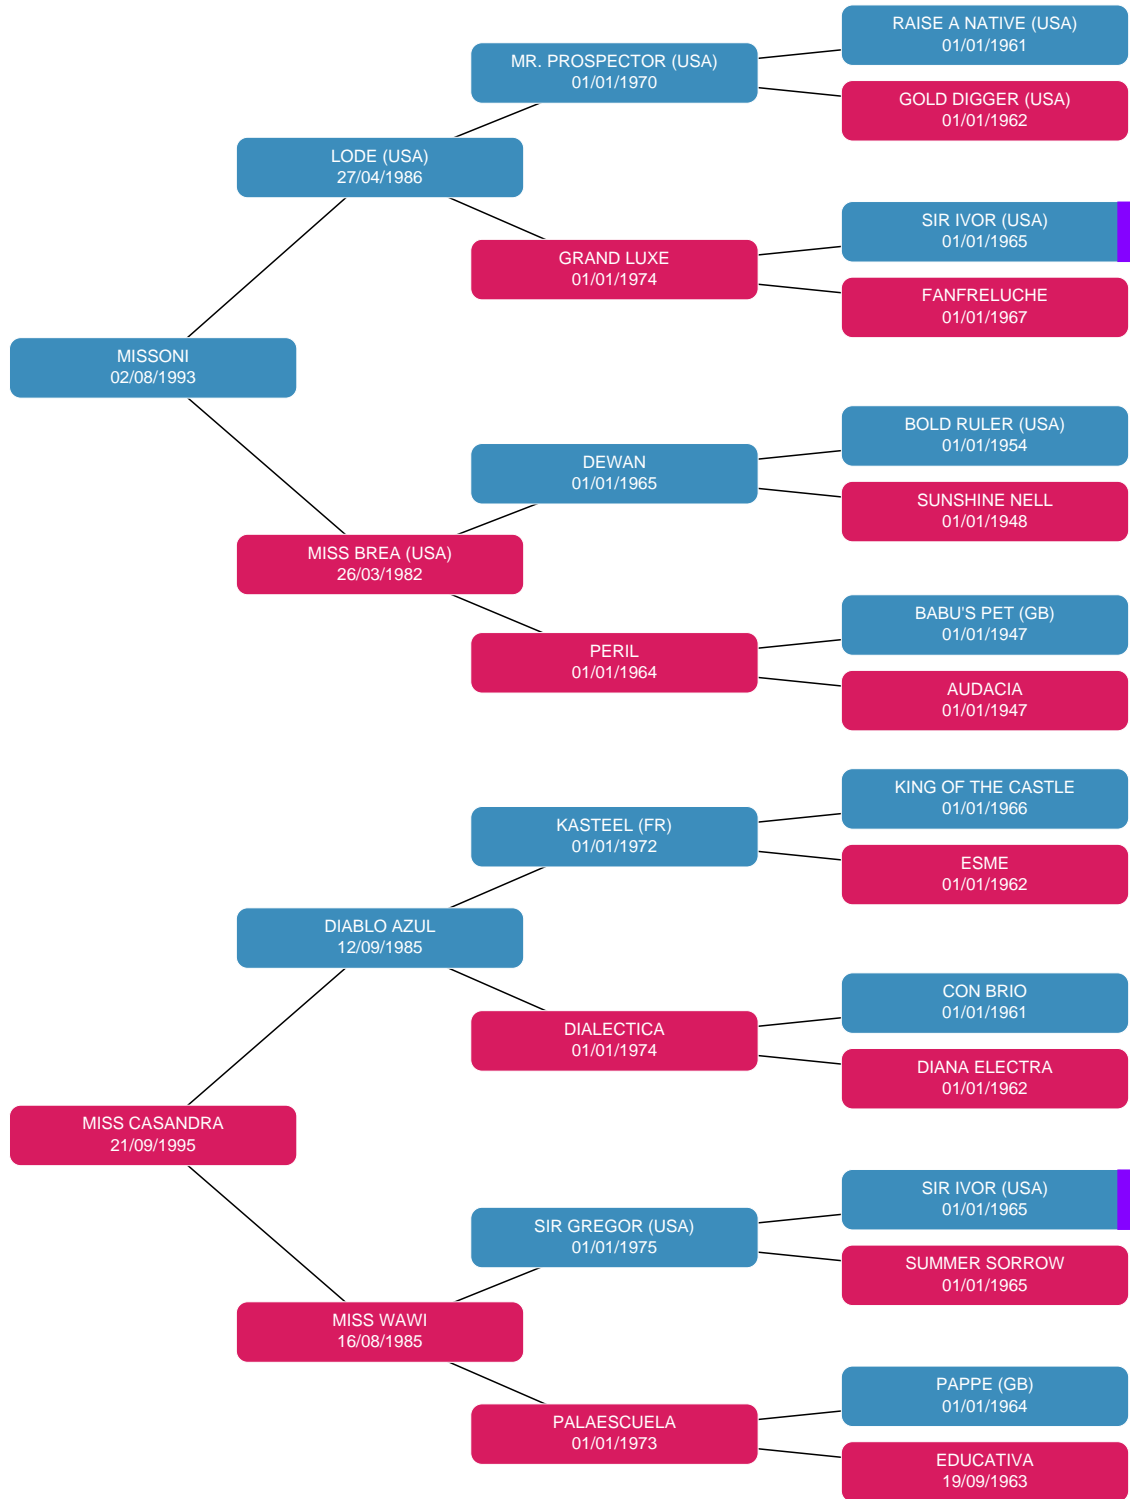 RAISE A NATIVE (USA)
01/01/1961
MR. PROSPECTOR (USA)
01/01/1970
GOLD DIGGER (USA)
01/01/1962
LODE (USA)
27/04/1986
SIR IVOR (USA)
01/01/1965
GRAND LUXE
01/01/1974
FANFRELUCHE
01/01/1967
MISSONI
02/08/1993
BOLD RULER (USA)
01/01/1954
DEWAN
01/01/1965
SUNSHINE NELL
01/01/1948
MISS BREA (USA)
26/03/1982
BABU'S PET (GB)
01/01/1947
PERIL
01/01/1964
AUDACIA
01/01/1947
KING OF THE CASTLE
01/01/1966
KASTEEL (FR)
01/01/1972
ESME
01/01/1962
DIABLO AZUL
12/09/1985
CON BRIO
01/01/1961
DIALECTICA
01/01/1974
DIANA ELECTRA
01/01/1962
MISS CASANDRA
21/09/1995
SIR IVOR (USA)
01/01/1965
SIR GREGOR (USA)
01/01/1975
SUMMER SORROW
01/01/1965
MISS WAWI
16/08/1985
PAPPE (GB)
01/01/1964
PALAESCUELA
01/01/1973
EDUCATIVA
19/09/1963